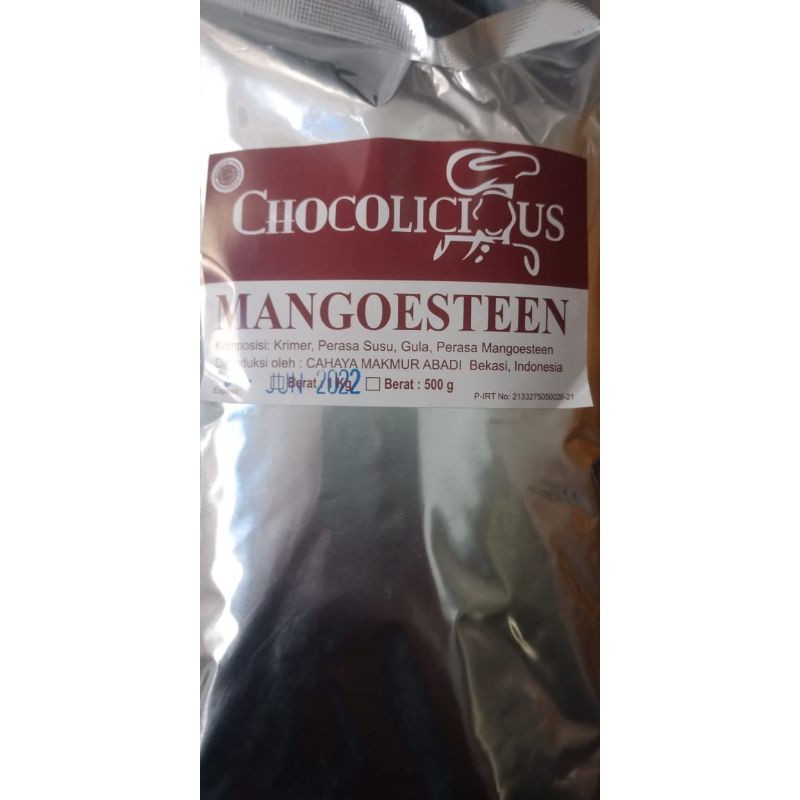 CHOCOLICIOUS
MANGOESTEEN
Komposisi: Krimer, Perasa Susu, Gula, Perasa Mangoesteen
Diproduksi oleh : CAHAYA MAKMUR ABADI Bekasi, Indonesia
JUN 2022 Berat : 1 Kg Berat : 500 g
P-IRT No: 2133275050026-21